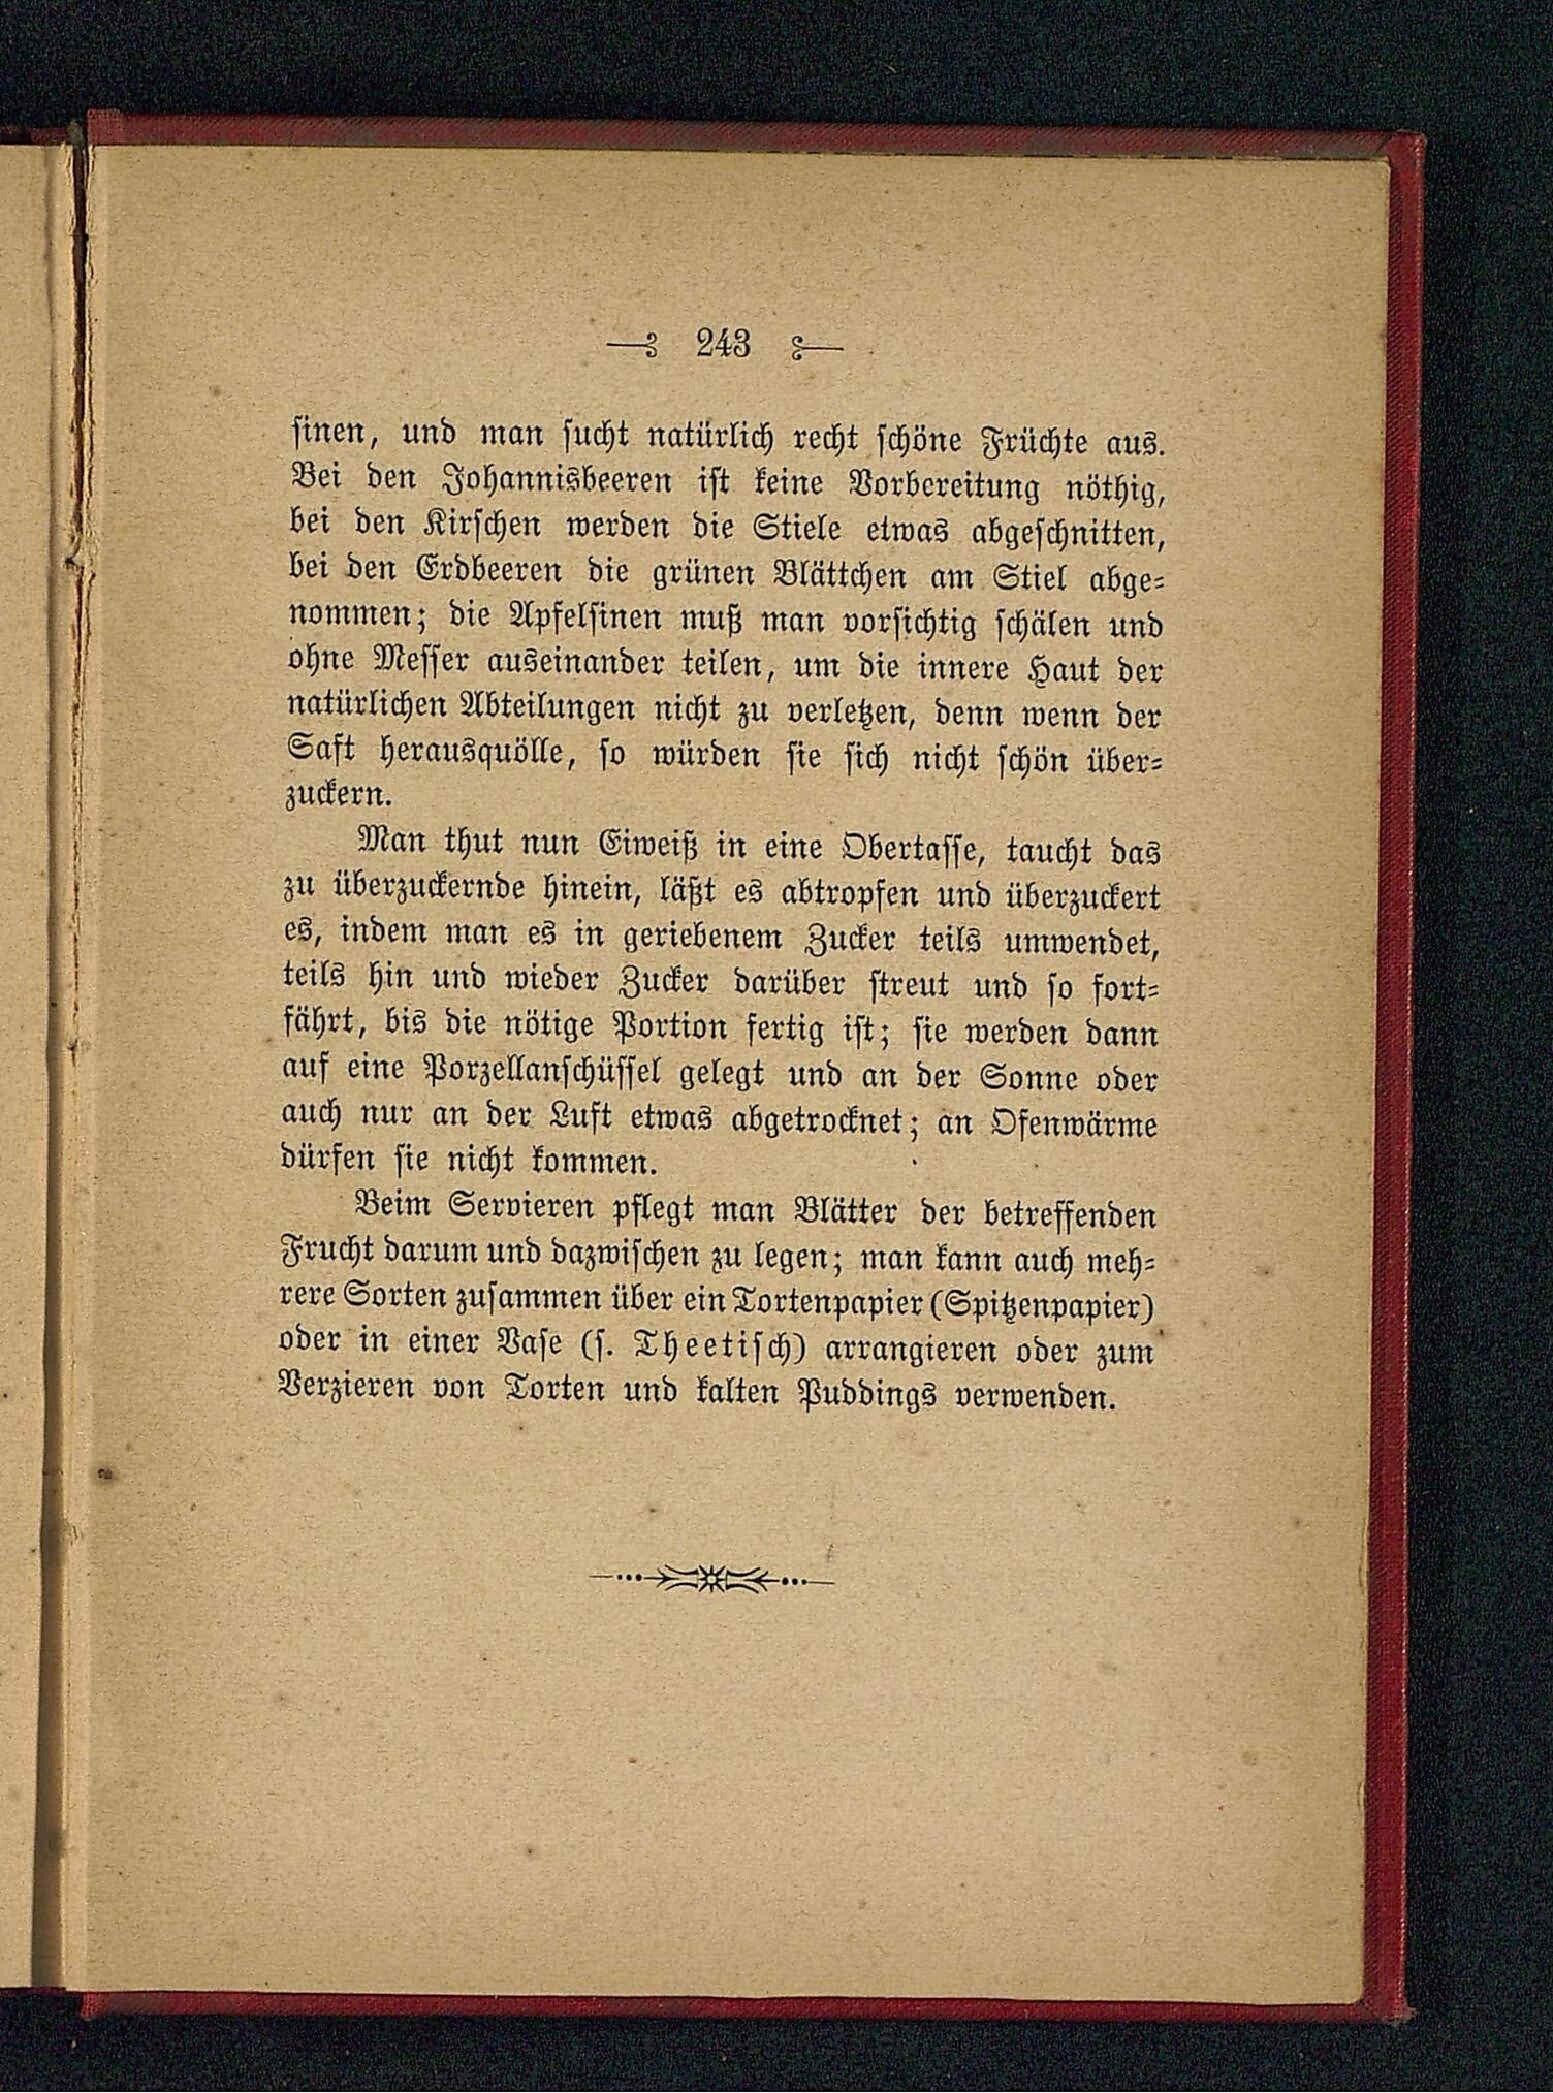 243
sinen, und man sucht natürlich recht schöne Früchte aus.
Bei den Johannisbeeren ist keine Vorbereitung nöthig,
bei den Kirschen werden die Stiele etwas abgeschnitten,
bei den Erdbeeren die grünen Blättchen am Stiel abge-
nommen; die Apfelsinen muß man vorsichtig schälen und
ohne Messer auseinander teilen, um die innere Haut der
natürlichen Abteilungen nicht zu verletzen, denn wenn der
Saft herausquölle, so würden sie sich nicht schön über-
zuckern.
Man thut nun Eiweiß in eine Obertasse, taucht das
zu überzuckernde hinein, läßt es abtropfen und überzuckert
es, indem man es in geriebenem Zucker teils umwendet,
teils hin und wieder Zucker darüber streut und so fort-
fährt, bis die nötige Portion fertig ist; sie werden dann
auf eine Porzellanschüssel gelegt und an der Sonne oder
auch nur an der Luft etwas abgetrocknet; an Ofenwärme
dürfen sie nicht kommen.
Beim Servieren pflegt man Blätter der betreffenden
Frucht darum und dazwischen zu legen; man kann auch meh-
rere Sorten zusammen über ein Tortenpapier (Spitzenpapier)
oder in einer Vase (s. Theetisch) arrangieren oder zum
Verzieren von Torten und kalten Puddings verwenden.